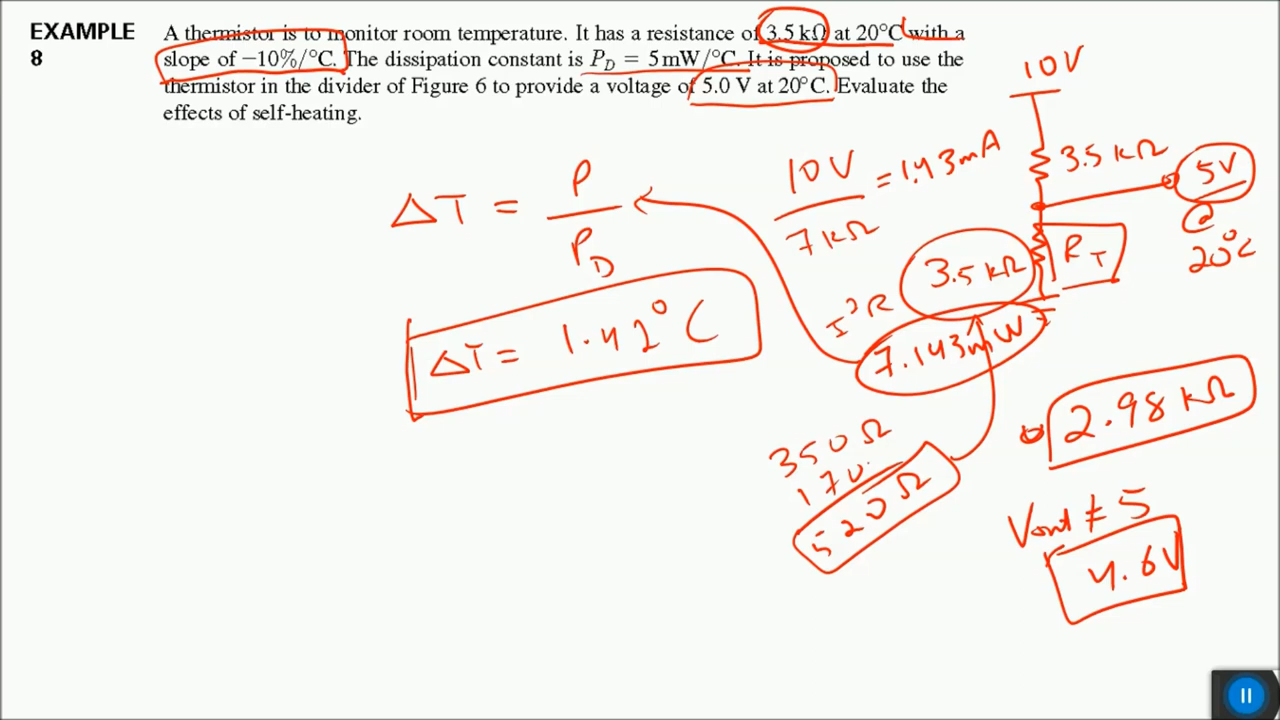 EXAMPLE 8
A thermistor is to monitor room temperature. It has a resistance of 3.5 kΩ at 20°C with a
slope of −10%/°C. The dissipation constant is P_D = 5 mW/°C. It is proposed to use the
thermistor in the divider of Figure 6 to provide a voltage of 5.0 V at 20°C. Evaluate the
effects of self-heating.
10V
3.5 kΩ
5V
@
20°C
R_T
10V / 7kΩ = 1.43mA
ΔT = P / P_D
3.5 kΩ
I²R
7.143mW
ΔT = 1.42°C
2.98 kΩ
350Ω
170
520Ω
Vout ≠ 5
4.6V